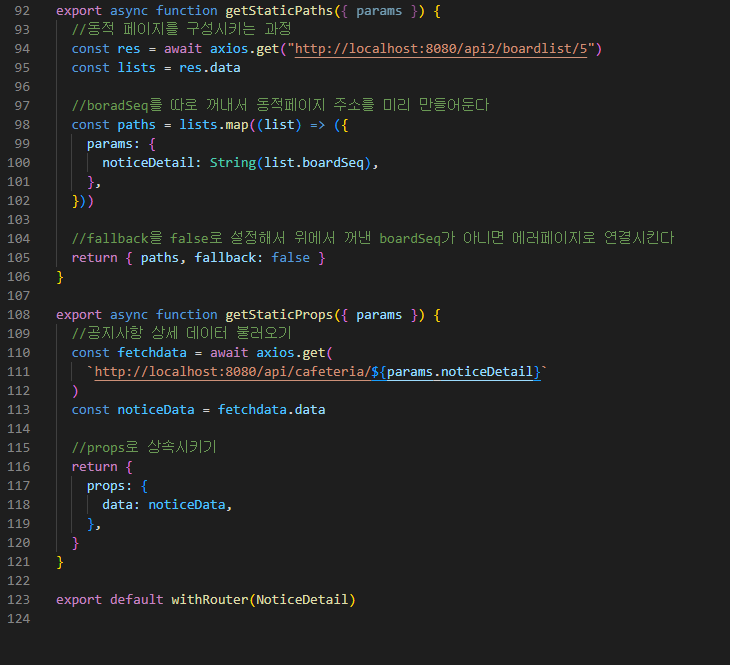 92 export async function getStaticPaths({ params }) {
93 //동적 페이지를 구성시키는 과정
94 const res = await axios.get("http://localhost:8080/api2/boardlist/5")
95 const lists = res.data
96
97 //boradSeq를 따로 꺼내서 동적페이지 주소를 미리 만들어둔다
98 const paths = lists.map((list) => ({
99 params: {
100 noticeDetail: String(list.boardSeq),
101 },
102 }))
103
104 //fallback을 false로 설정해서 위에서 꺼낸 boardSeq가 아니면 에러페이지로 연결시킨다
105 return { paths, fallback: false }
106 }
107
108 export async function getStaticProps({ params }) {
109 //공지사항 상세 데이터 불러오기
110 const fetchdata = await axios.get(
111 `http://localhost:8080/api/cafeteria/${params.noticeDetail}`
112 )
113 const noticeData = fetchdata.data
114
115 //props로 상속시키기
116 return {
117 props: {
118 data: noticeData,
119 },
120 }
121 }
122
123 export default withRouter(NoticeDetail)
124